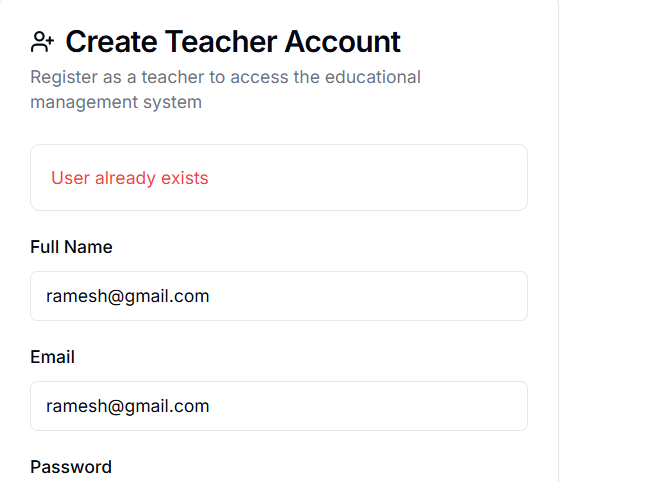 Create Teacher Account
Register as a teacher to access the educational
management system
User already exists
Full Name
ramesh@gmail.com
Email
ramesh@gmail.com
Password